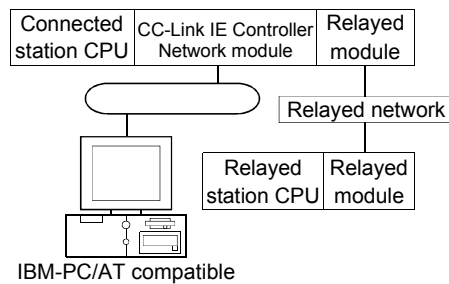 Connected
station CPU
CC-Link IE Controller
Network module
Relayed
module
Relayed network
Relayed
station CPU
Relayed
module
IBM-PC/AT compatible